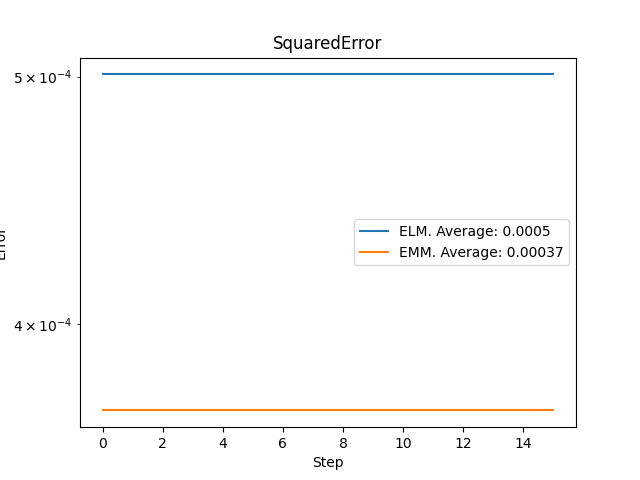 SquaredError
5 × 10⁻⁴
4 × 10⁻⁴
Error
ELM. Average: 0.0005
EMM. Average: 0.00037
0 2 4 6 8 10 12 14
Step